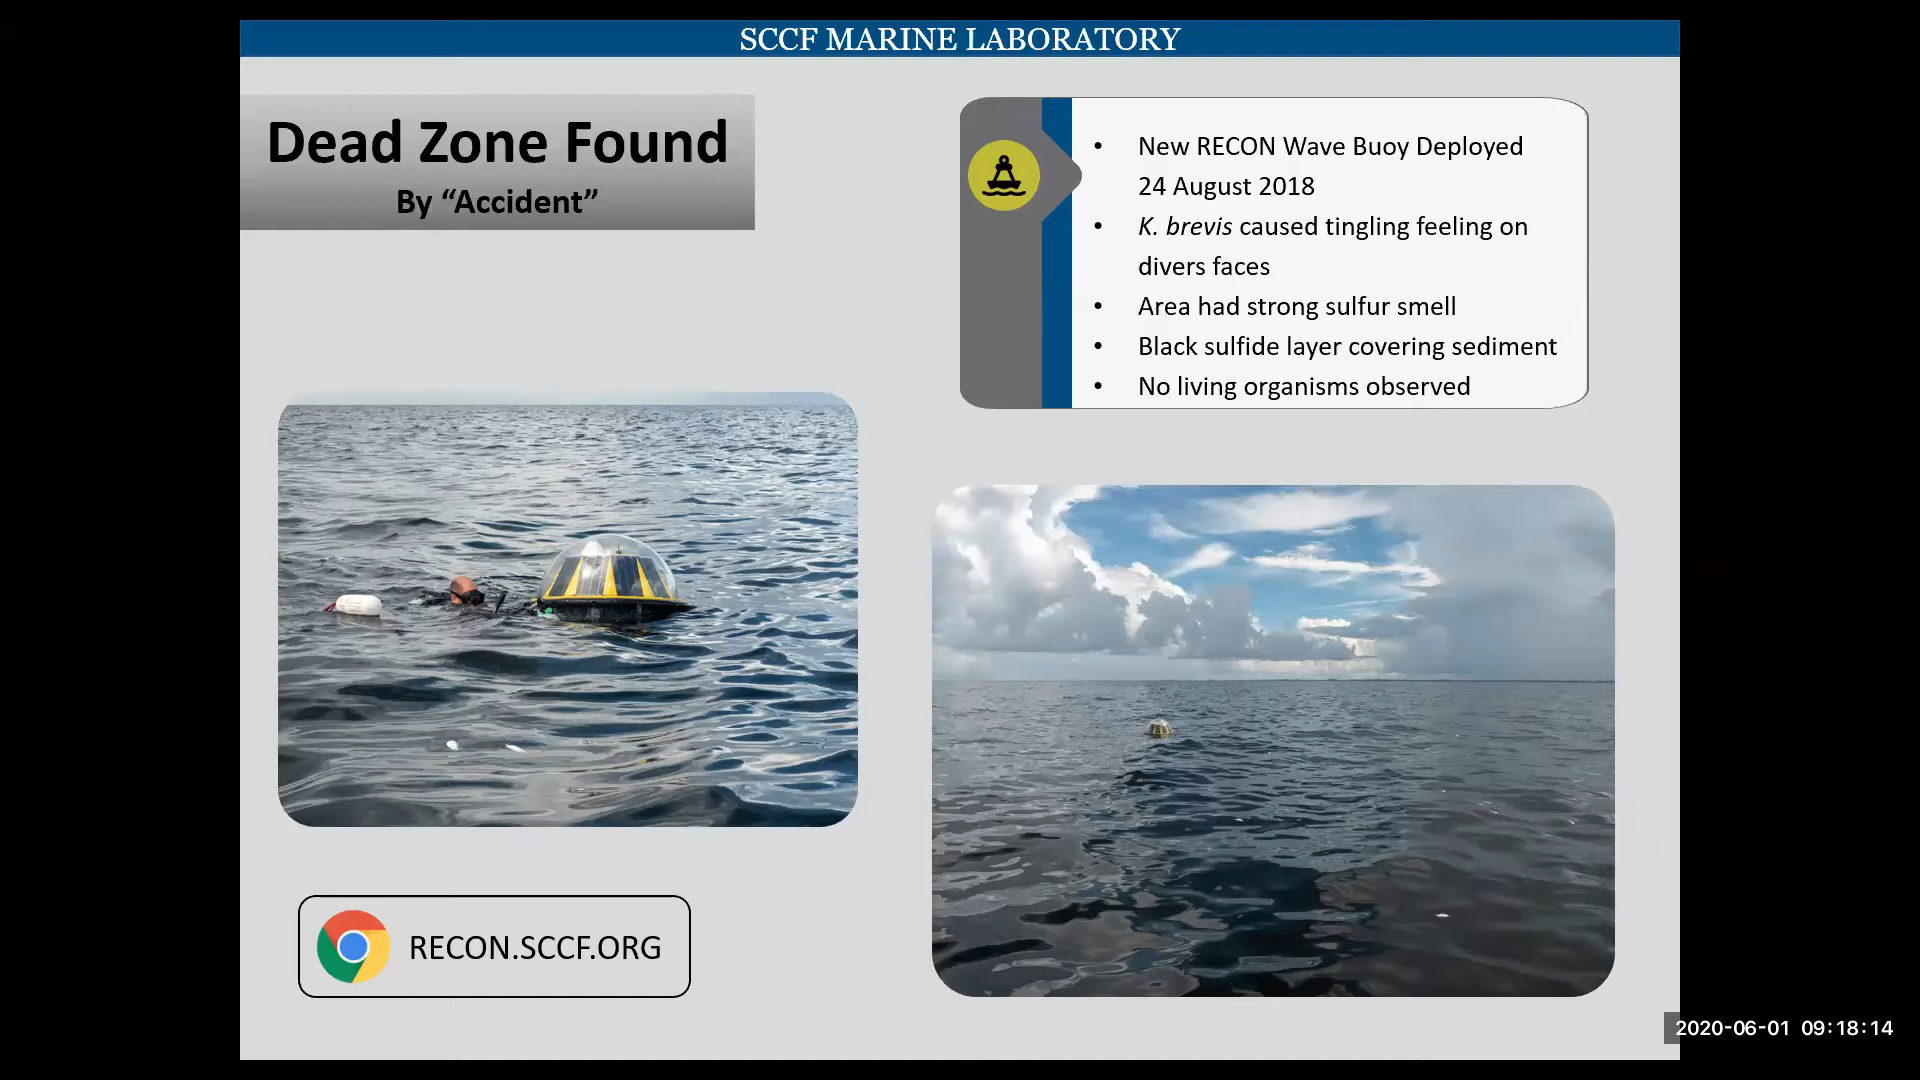 SCCF MARINE LABORATORY
Dead Zone Found
By “Accident”
• New RECON Wave Buoy Deployed
24 August 2018
• K. brevis caused tingling feeling on
divers faces
• Area had strong sulfur smell
• Black sulfide layer covering sediment
• No living organisms observed
RECON.SCCF.ORG
2020-06-01 09:18:14